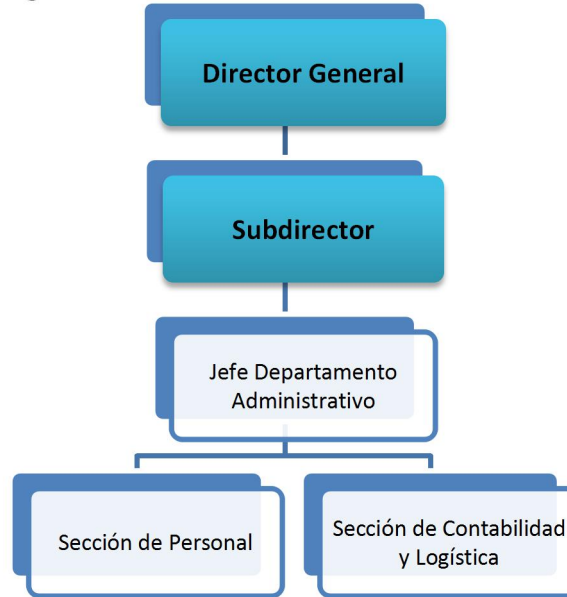 Director General
Subdirector
Jefe Departamento
Administrativo
Sección de Personal
Sección de Contabilidad
y Logística